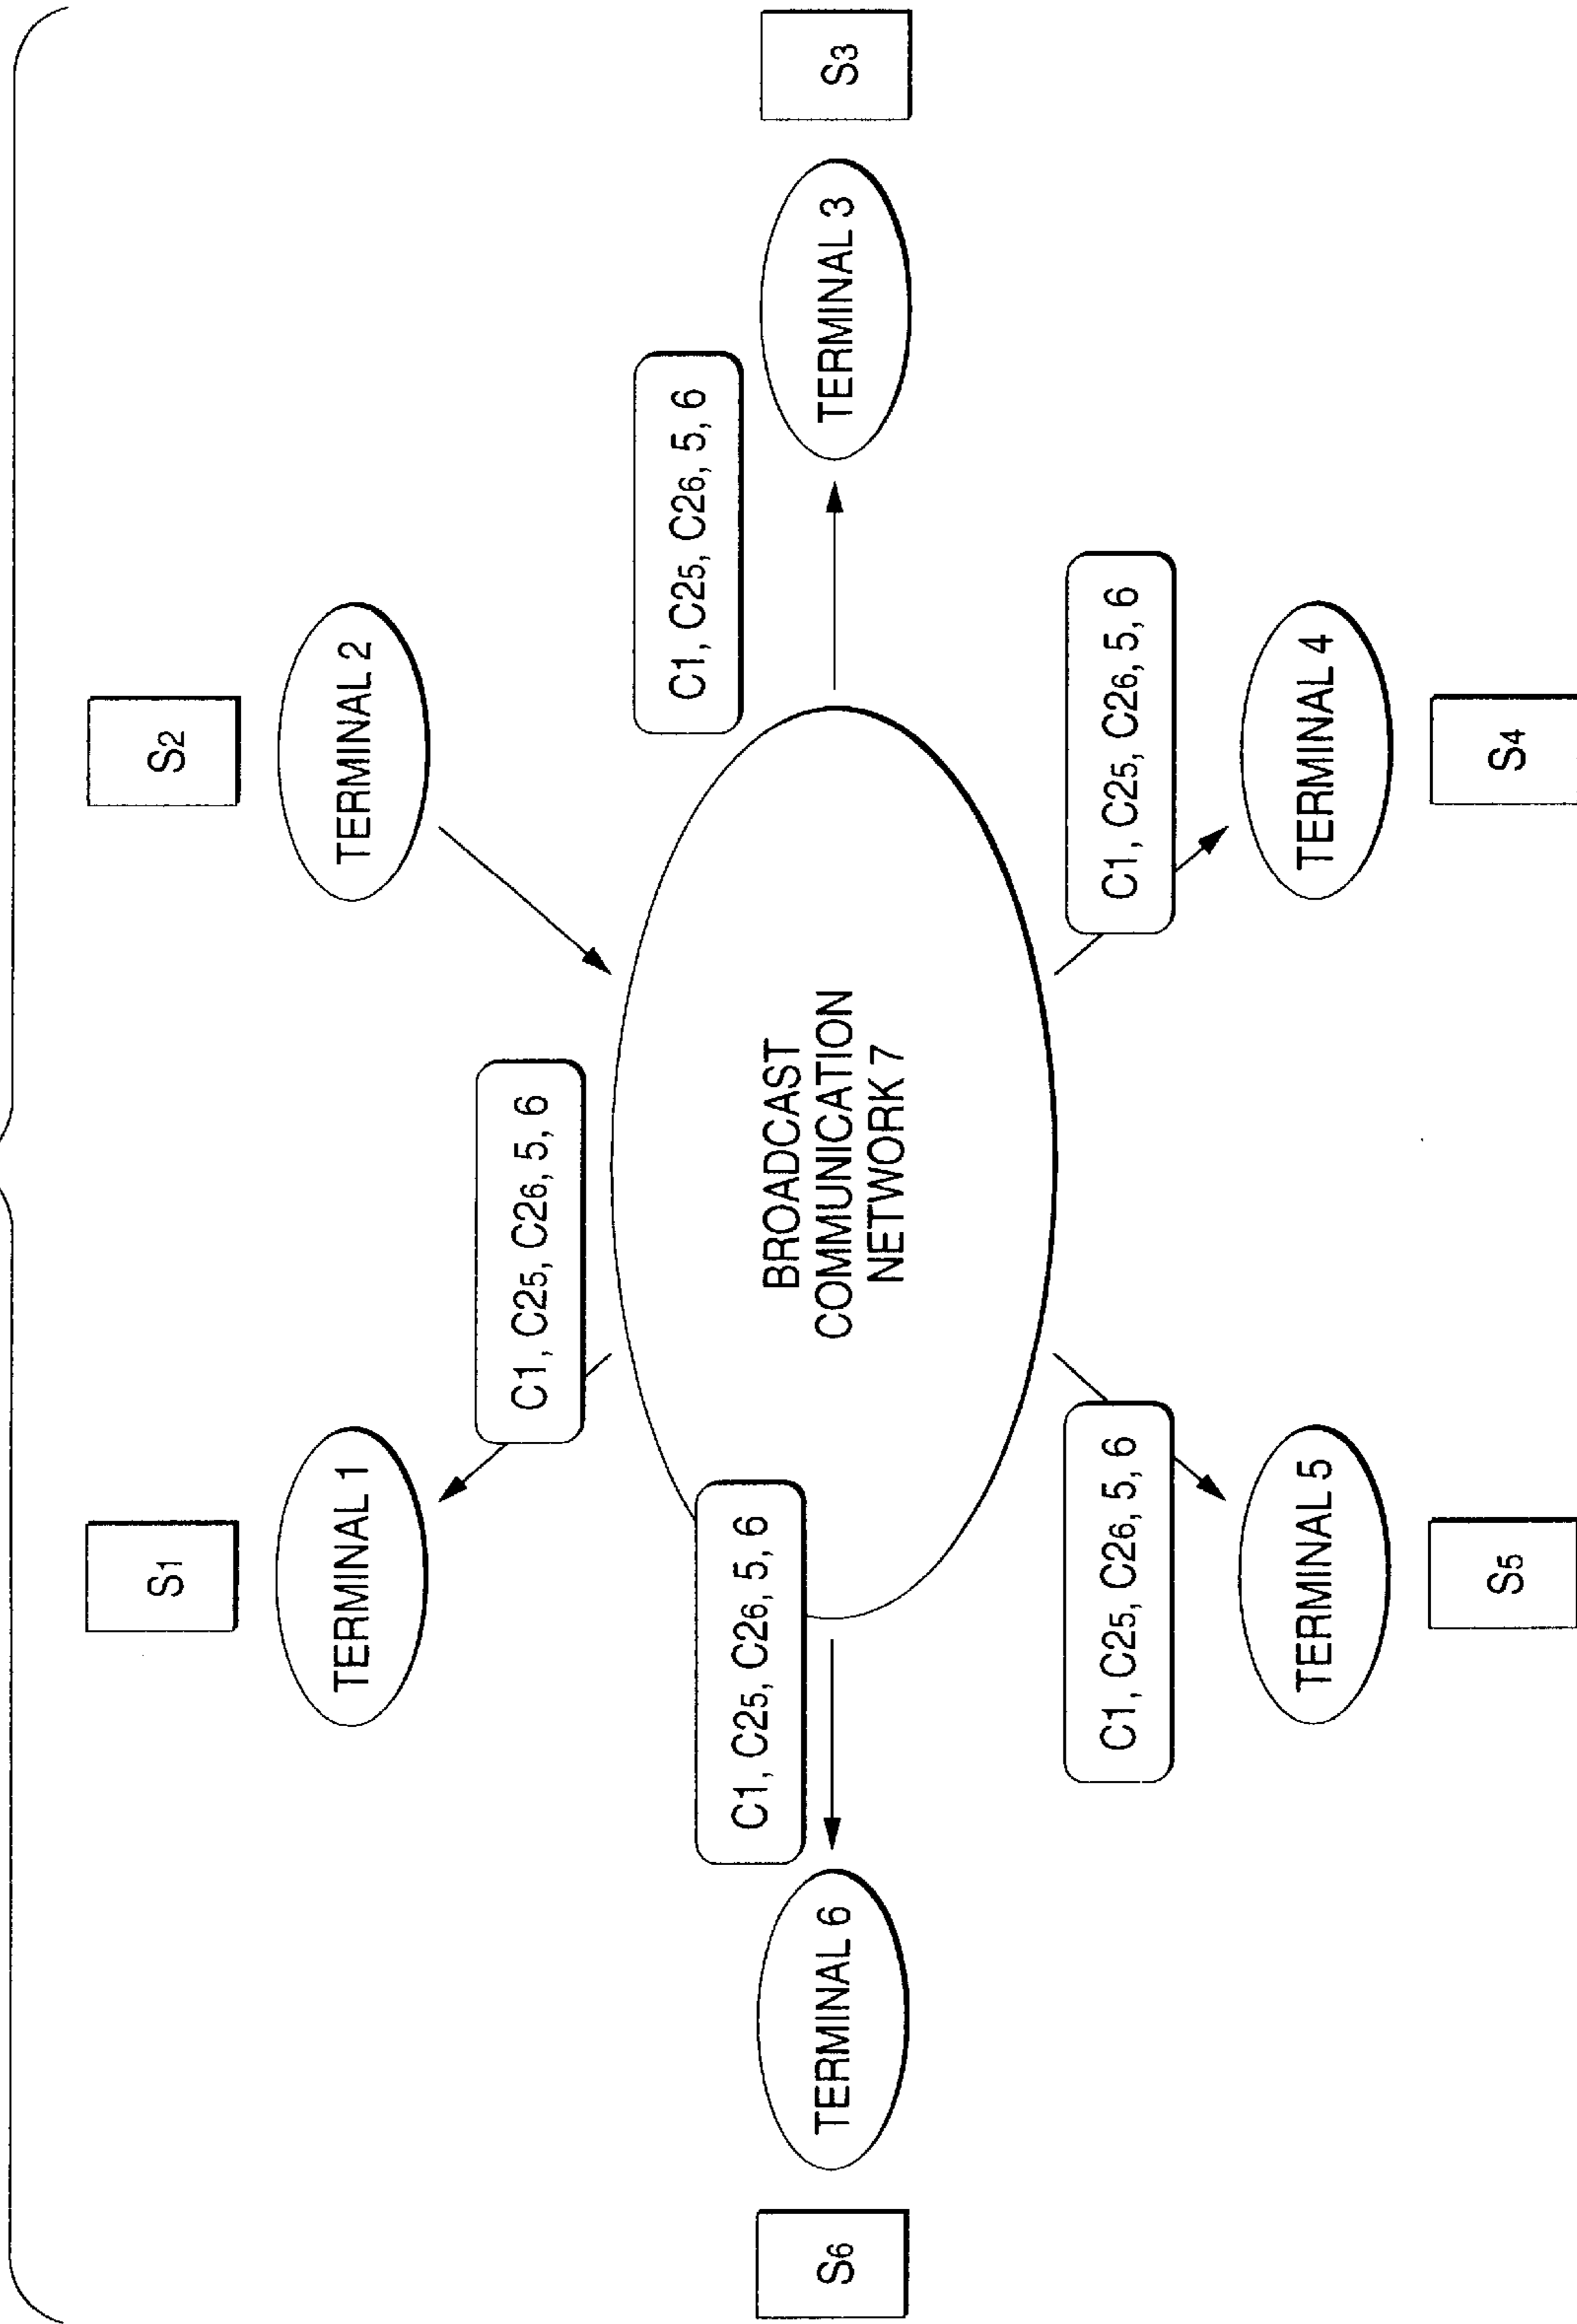 S1
S2
TERMINAL 1
TERMINAL 2
C1, C25, C26, 5, 6
C1, C25, C26, 5, 6
C1, C25, C26, 5, 6
S6
TERMINAL 6
BROADCAST
COMMUNICATION
NETWORK 7
TERMINAL 3
S3
C1, C25, C26, 5, 6
C1, C25, C26, 5, 6
TERMINAL 5
TERMINAL 4
S5
S4